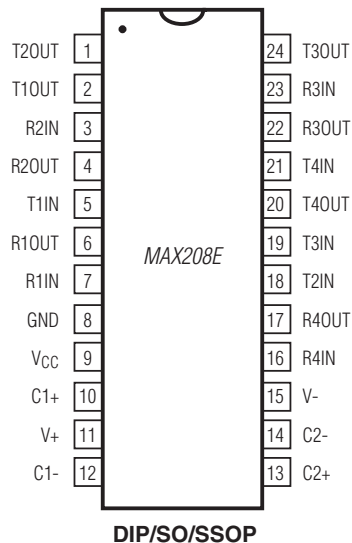 T2OUT 1 24 T3OUT
T1OUT 2 23 R3IN
R2IN 3 22 R3OUT
R2OUT 4 21 T4IN
T1IN 5 20 T4OUT
R1OUT 6 19 T3IN
MAX208E
R1IN 7 18 T2IN
GND 8 17 R4OUT
VCC 9 16 R4IN
C1+ 10 15 V-
V+ 11 14 C2-
C1- 12 13 C2+
DIP/SO/SSOP